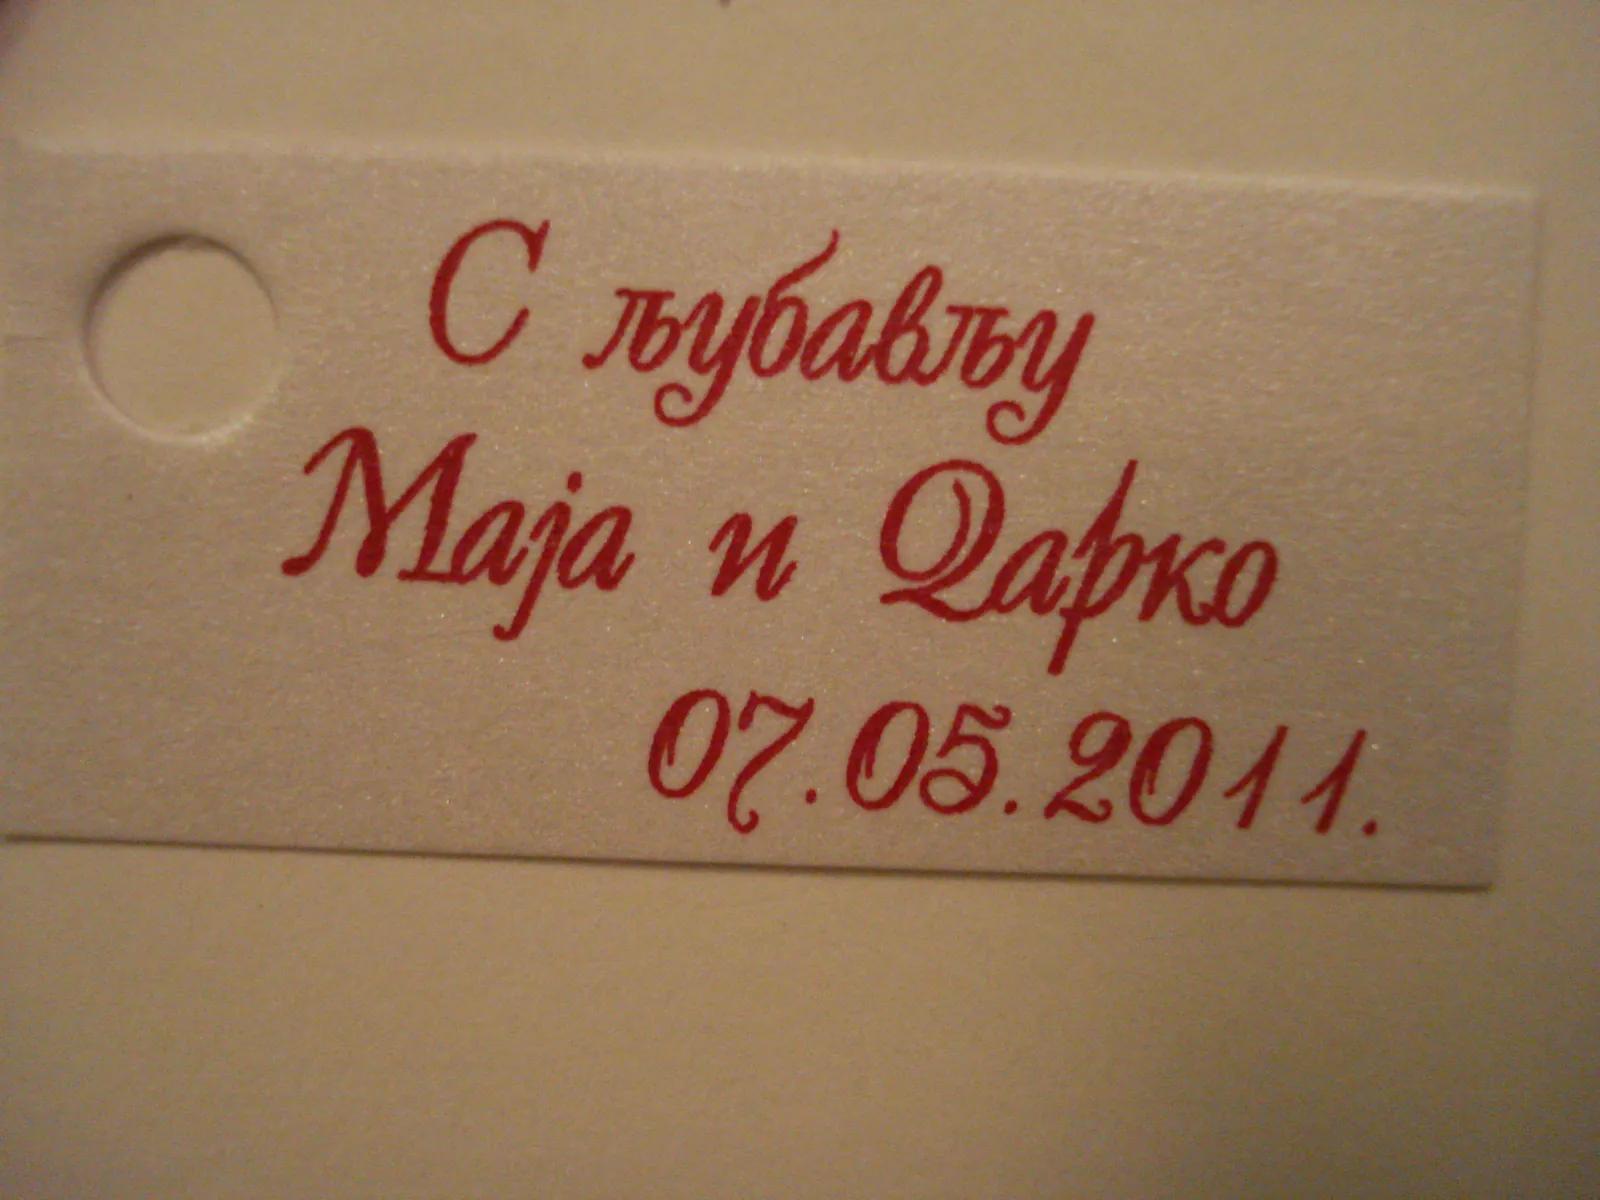 С љубављу
Маја и Дарко
07.05.2011.